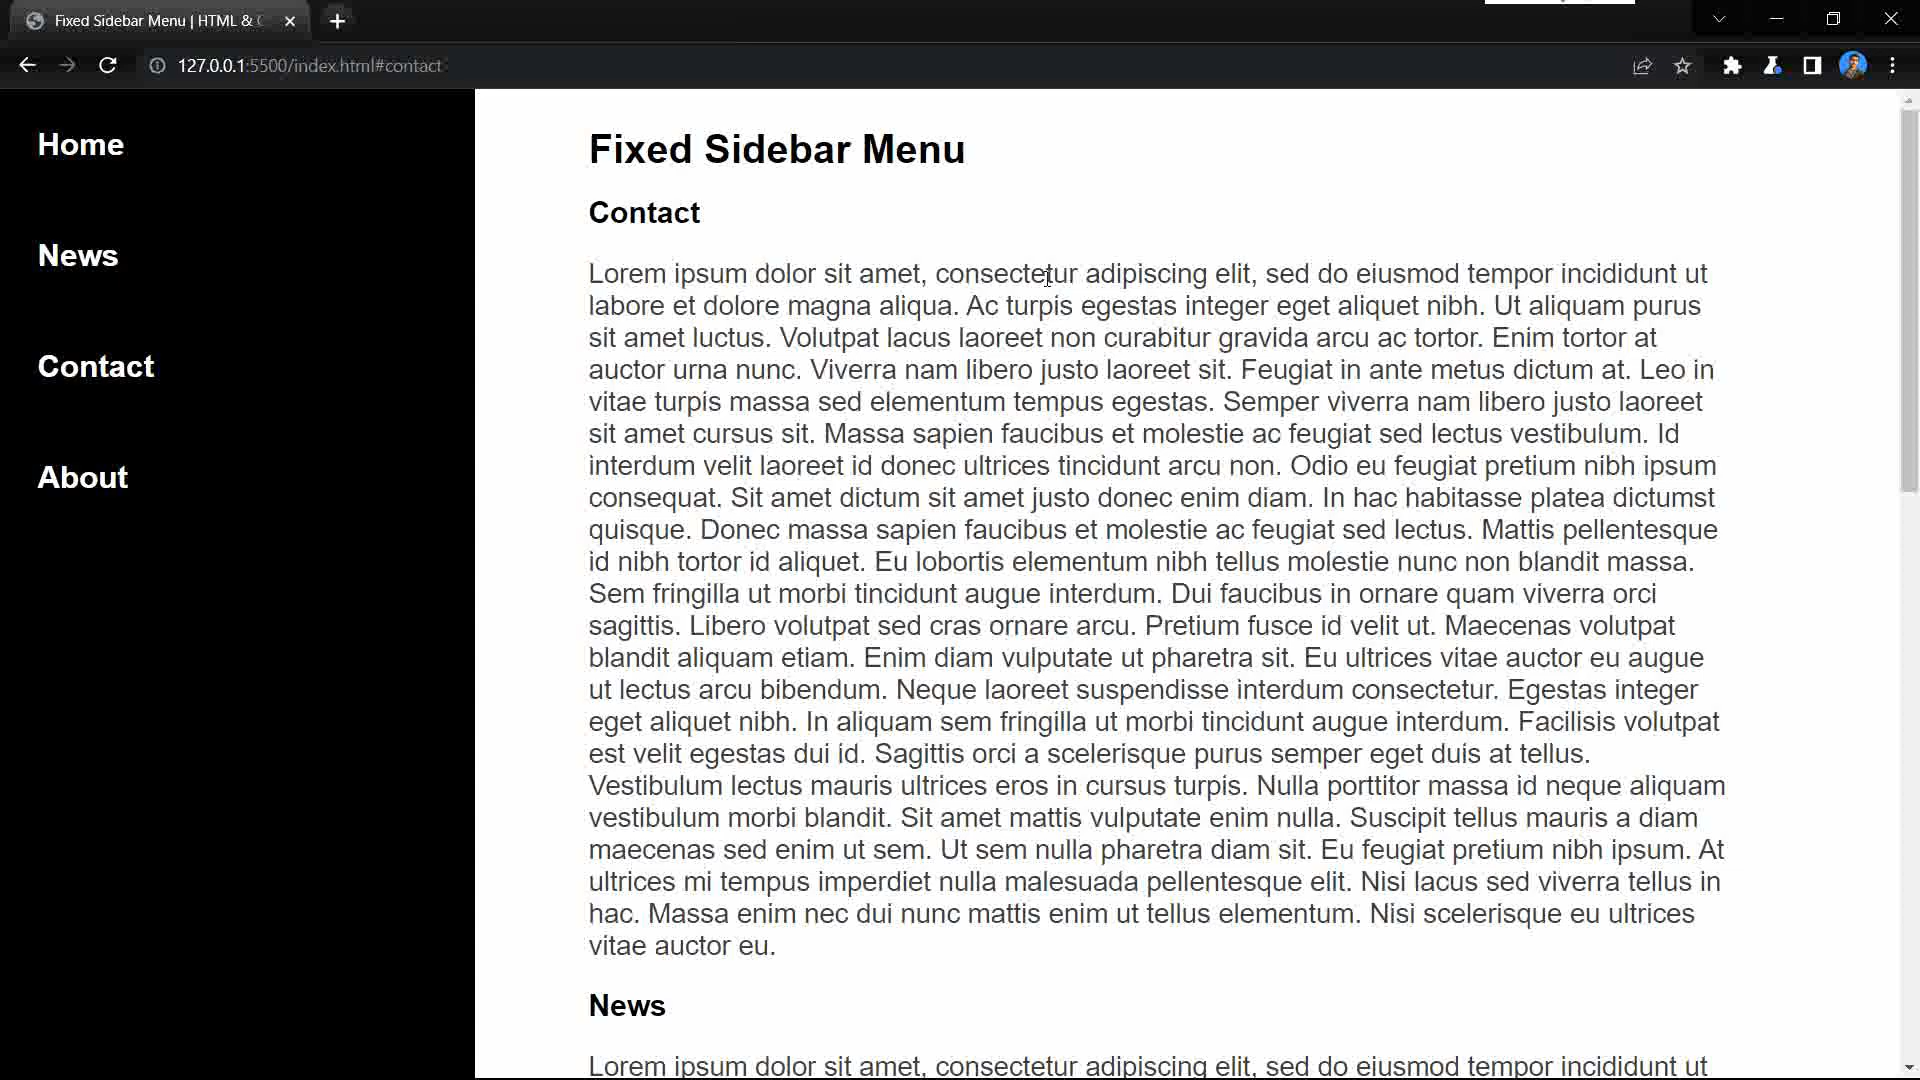 Fixed Sidebar Menu | HTML &
127.0.0.1:5500/index.html#contact
Home
News
Contact
About
Fixed Sidebar Menu
Contact
Lorem ipsum dolor sit amet, consectetur adipiscing elit, sed do eiusmod tempor incididunt ut
labore et dolore magna aliqua. Ac turpis egestas integer eget aliquet nibh. Ut aliquam purus
sit amet luctus. Volutpat lacus laoreet non curabitur gravida arcu ac tortor. Enim tortor at
auctor urna nunc. Viverra nam libero justo laoreet sit. Feugiat in ante metus dictum at. Leo in
vitae turpis massa sed elementum tempus egestas. Semper viverra nam libero justo laoreet
sit amet cursus sit. Massa sapien faucibus et molestie ac feugiat sed lectus vestibulum. Id
interdum velit laoreet id donec ultrices tincidunt arcu non. Odio eu feugiat pretium nibh ipsum
consequat. Sit amet dictum sit amet justo donec enim diam. In hac habitasse platea dictumst
quisque. Donec massa sapien faucibus et molestie ac feugiat sed lectus. Mattis pellentesque
id nibh tortor id aliquet. Eu lobortis elementum nibh tellus molestie nunc non blandit massa.
Sem fringilla ut morbi tincidunt augue interdum. Dui faucibus in ornare quam viverra orci
sagittis. Libero volutpat sed cras ornare arcu. Pretium fusce id velit ut. Maecenas volutpat
blandit aliquam etiam. Enim diam vulputate ut pharetra sit. Eu ultrices vitae auctor eu augue
ut lectus arcu bibendum. Neque laoreet suspendisse interdum consectetur. Egestas integer
eget aliquet nibh. In aliquam sem fringilla ut morbi tincidunt augue interdum. Facilisis volutpat
est velit egestas dui id. Sagittis orci a scelerisque purus semper eget duis at tellus.
Vestibulum lectus mauris ultrices eros in cursus turpis. Nulla porttitor massa id neque aliquam
vestibulum morbi blandit. Sit amet mattis vulputate enim nulla. Suscipit tellus mauris a diam
maecenas sed enim ut sem. Ut sem nulla pharetra diam sit. Eu feugiat pretium nibh ipsum. At
ultrices mi tempus imperdiet nulla malesuada pellentesque elit. Nisi lacus sed viverra tellus in
hac. Massa enim nec dui nunc mattis enim ut tellus elementum. Nisi scelerisque eu ultrices
vitae auctor eu.
News
Lorem ipsum dolor sit amet, consectetur adipiscing elit, sed do eiusmod tempor incididunt ut